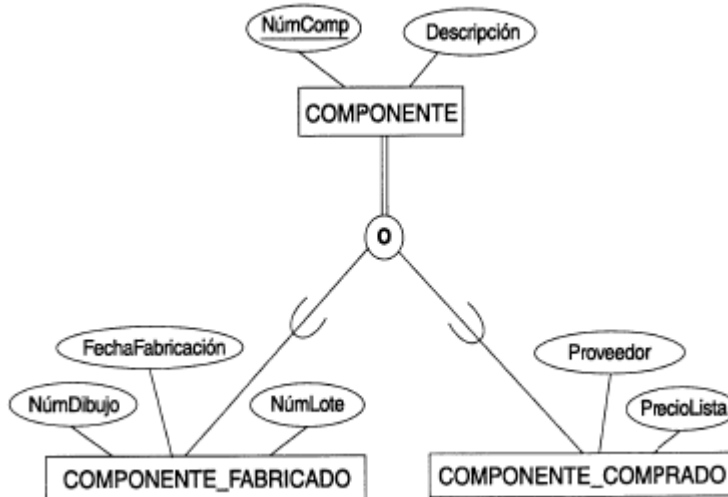 NúmComp
Descripción
COMPONENTE
O
FechaFabricación
Proveedor
NúmDibujo
NúmLote
PrecioLista
COMPONENTE_FABRICADO
COMPONENTE_COMPRADO